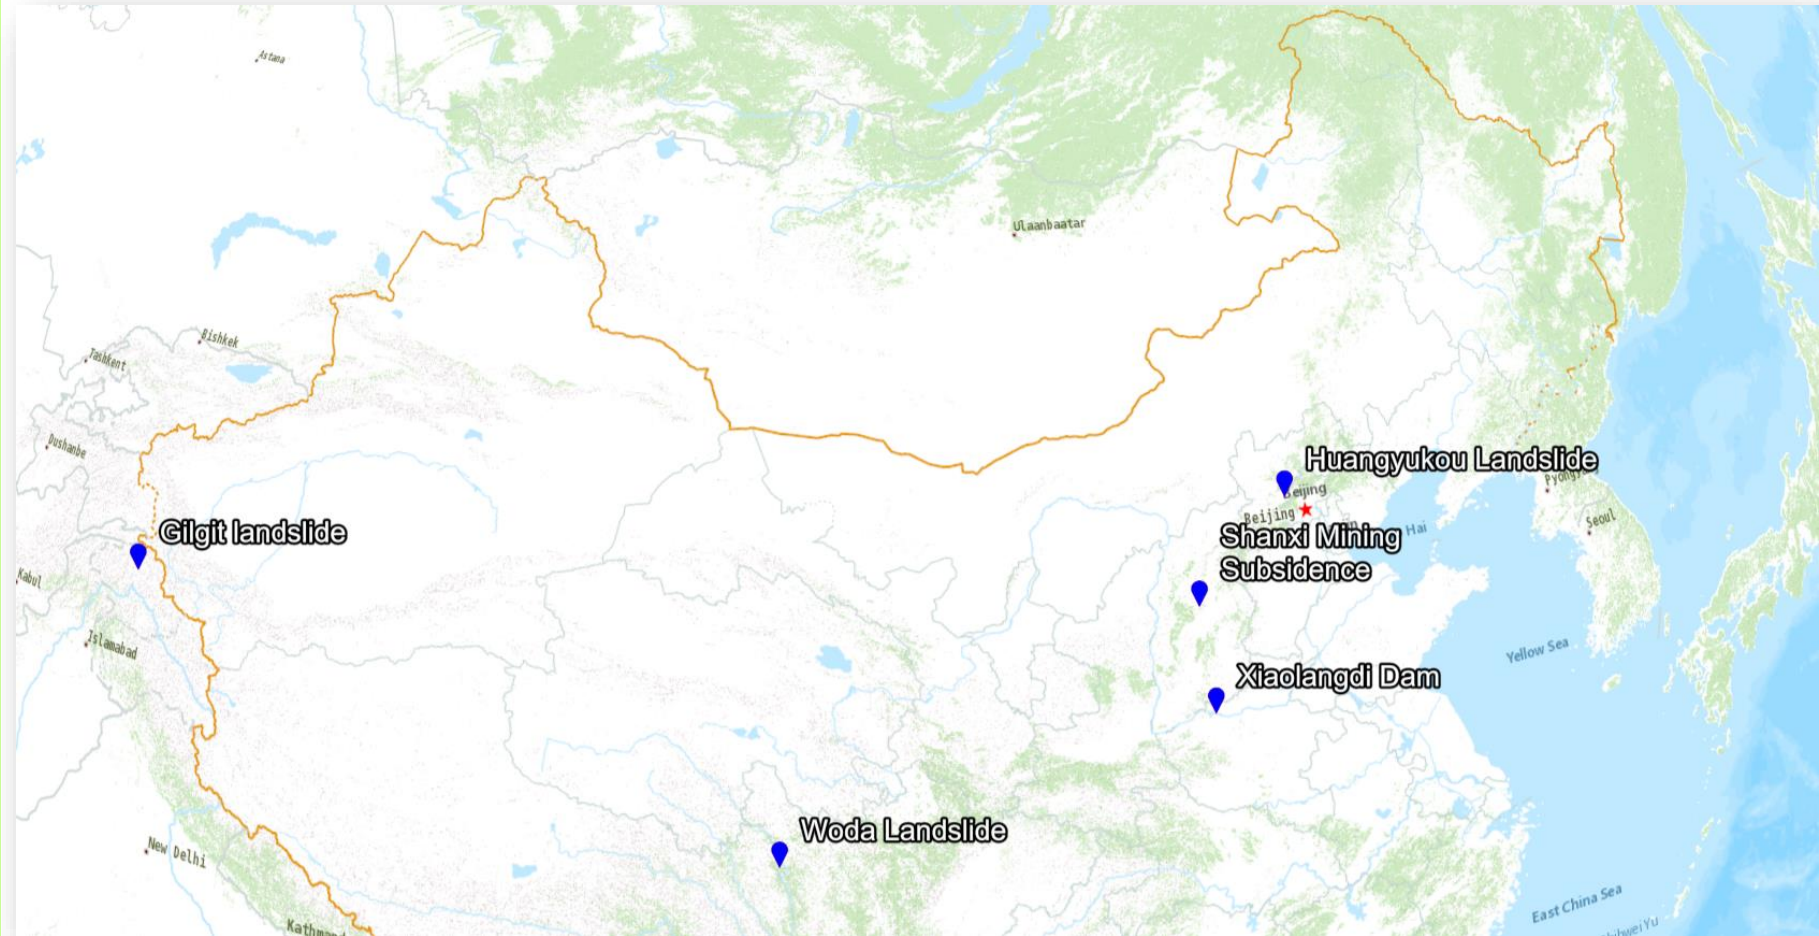 Astana
Ulaanbaatar
Bishkek
Tashkent
Dushanbe
Huangyukou Landslide
Beijing
Beijing
Gilgit landslide
Shanxi Mining
Subsidence
Hai
Seoul
Kabul
Islamabad
Yellow Sea
Xiaolangdi Dam
Woda Landslide
New Delhi
East China Sea